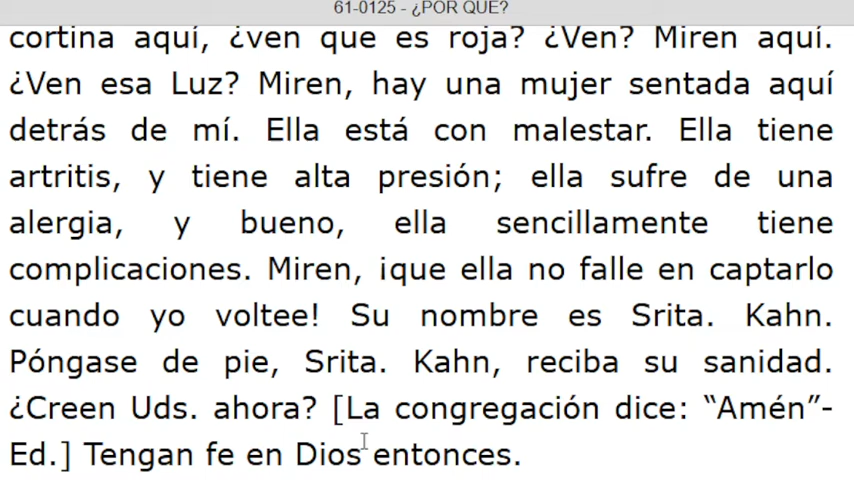 61-0125 - ¿POR QUE?
cortina aquí, ¿ven que es roja? ¿Ven? Miren aquí.
¿Ven esa Luz? Miren, hay una mujer sentada aquí
detrás de mí. Ella está con malestar. Ella tiene
artritis, y tiene alta presión; ella sufre de una
alergia, y bueno, ella sencillamente tiene
complicaciones. Miren, ¡que ella no falle en captarlo
cuando yo voltee! Su nombre es Srita. Kahn.
Póngase de pie, Srita. Kahn, reciba su sanidad.
¿Creen Uds. ahora? [La congregación dice: “Amén”-
Ed.] Tengan fe en Dios entonces.